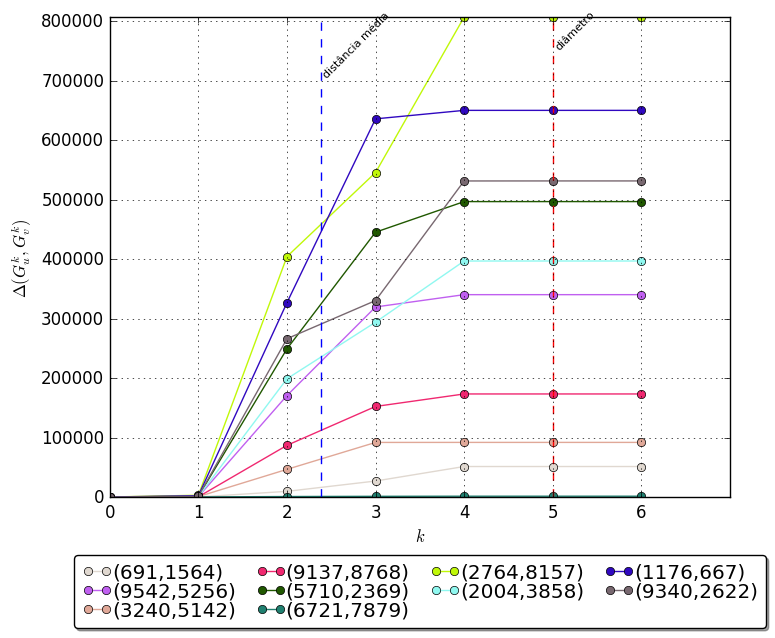 800000
distância média
diâmetro
700000
600000
500000
400000
300000
200000
100000
0
Δ(G_u^k, G_v^k)
0 1 2 3 4 5 6
k
(691,1564) (9137,8768) (2764,8157) (1176,667)
(9542,5256) (5710,2369) (2004,3858) (9340,2622)
(3240,5142) (6721,7879)